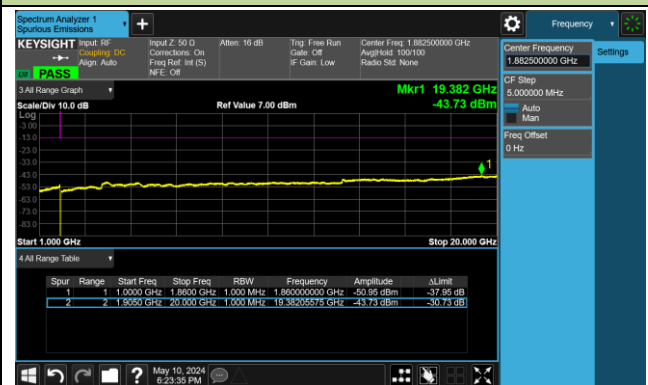 Spectrum Analyzer 1
Spurious Emissions
Frequency
KEYSIGHT
Input: RF
Coupling: DC
Align: Auto
Input Z: 50 Ω
Corrections: On
Freq Ref: Int (S)
NFE: Off
Atten: 16 dB
Trig: Free Run
Gate: Off
IF Gain: Low
Center Freq: 1.882500000 GHz
Avg|Hold: 100/100
Radio Std: None
LXI
PASS
Center Frequency
1.882500000 GHz
Settings
CF Step
5.000000 MHz
Auto
Man
Freq Offset
0 Hz
3 All Range Graph
Mkr1 19.382 GHz
Scale/Div 10.0 dB
Ref Value 7.00 dBm
-43.73 dBm
Log
-3.00
-13.0
-23.0
-33.0
-43.0
-53.0
-63.0
-73.0
-83.0
1
Start 1.000 GHz
Stop 20.000 GHz
4 All Range Table
Spur Range Start Freq Stop Freq RBW Frequency Amplitude ΔLimit
1 1 1.0000 GHz 1.8600 GHz 1.000 MHz 1.860000000 GHz -50.95 dBm -37.95 dB
2 2 1.9050 GHz 20.000 GHz 1.000 MHz 19.38205575 GHz -43.73 dBm -30.73 dB
May 10, 2024
6:23:35 PM